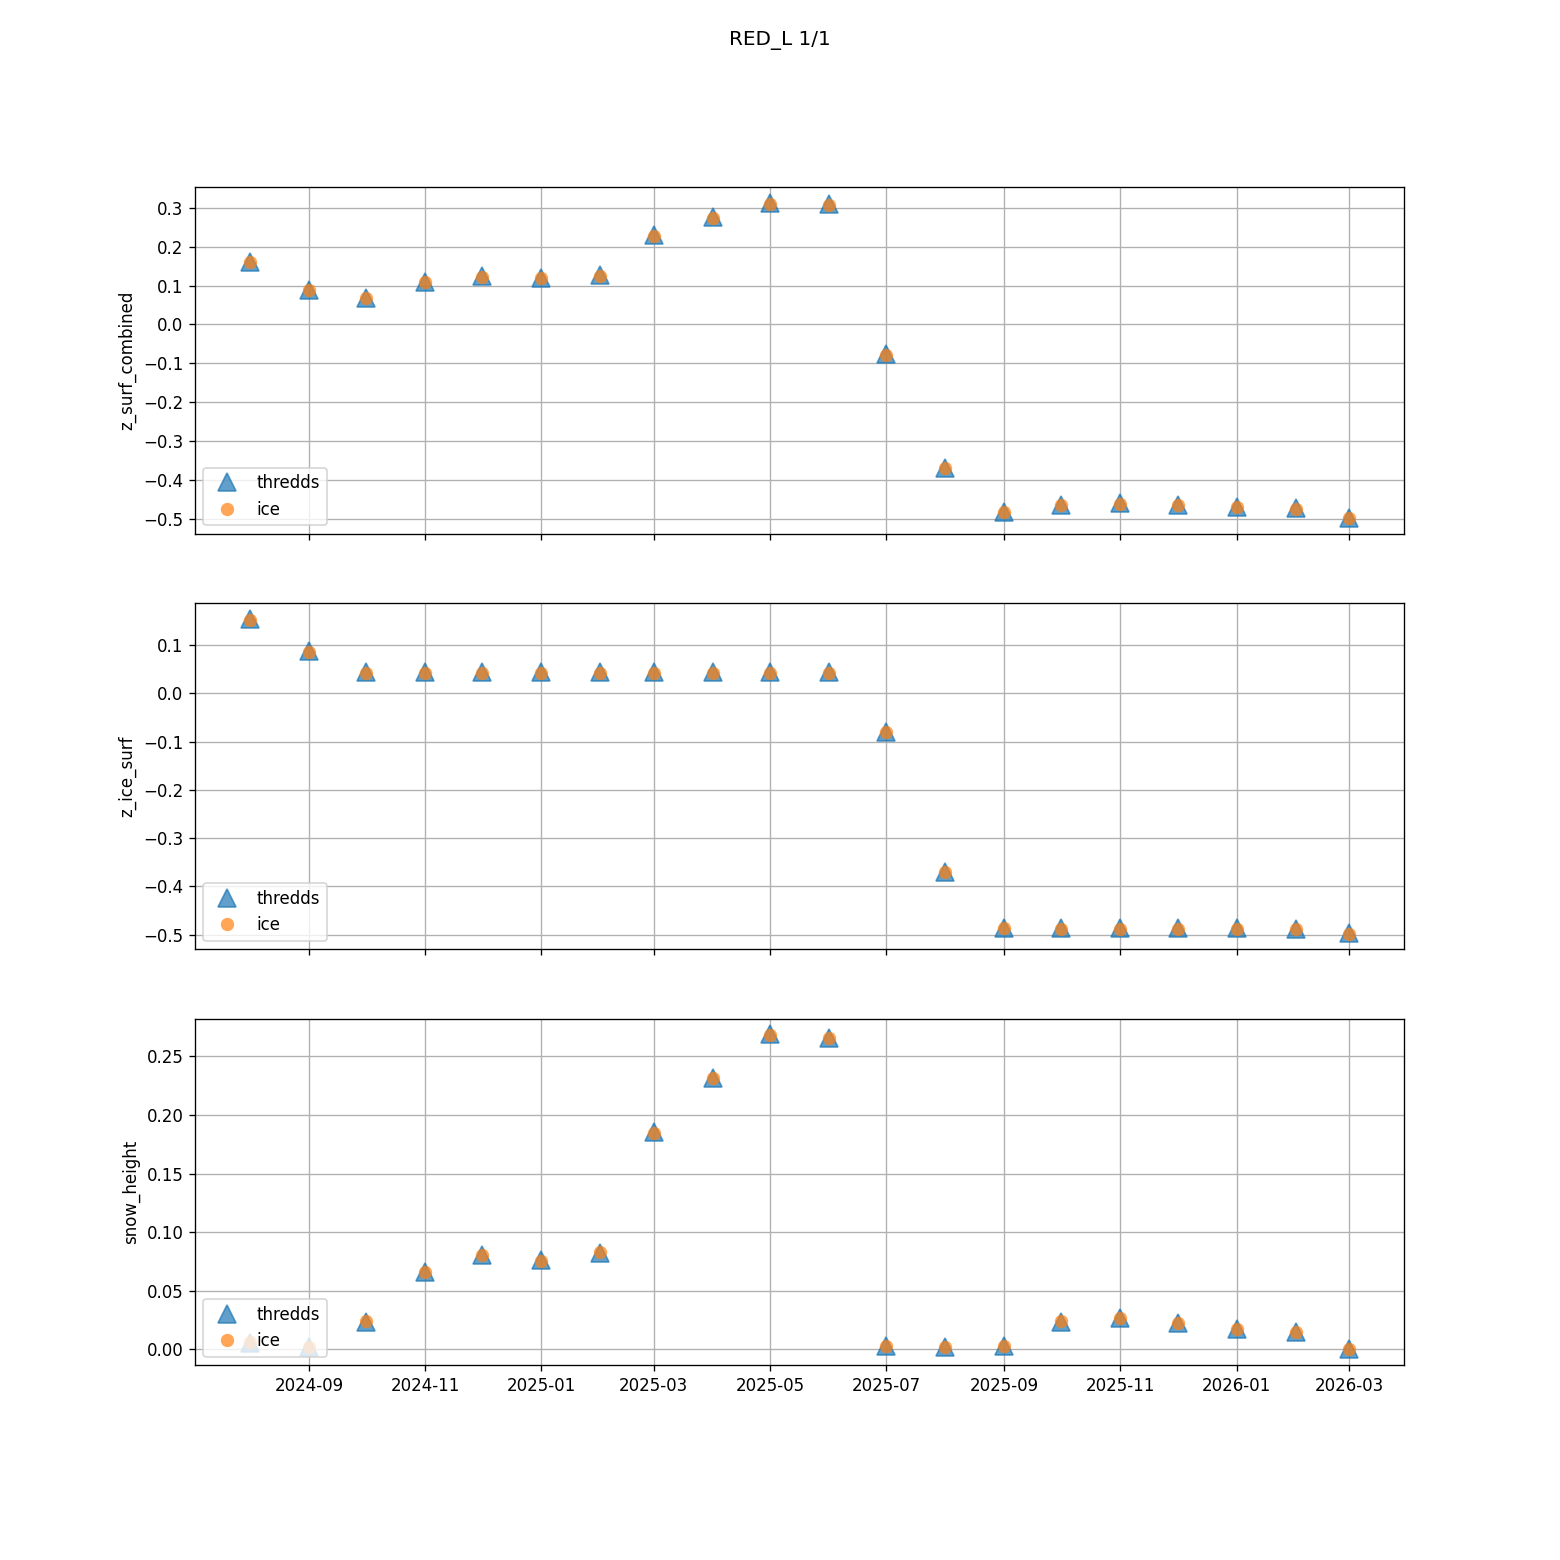 RED_L 1/1
z_surf_combined
0.3
0.2
0.1
0.0
−0.1
−0.2
−0.3
−0.4
−0.5
thredds
ice
z_ice_surf
0.1
0.0
−0.1
−0.2
−0.3
−0.4
−0.5
thredds
ice
snow_height
0.25
0.20
0.15
0.10
0.05
0.00
thredds
ice
2024-09 2024-11 2025-01 2025-03 2025-05 2025-07 2025-09 2025-11 2026-01 2026-03